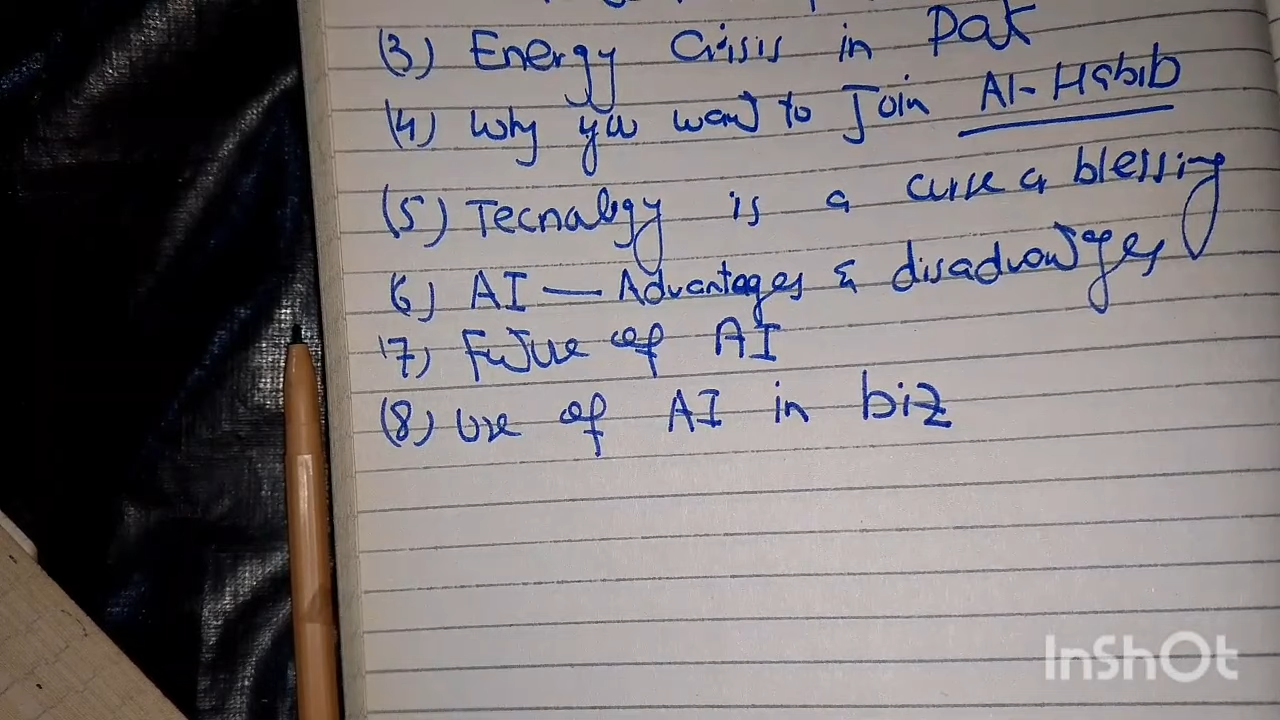 (3) Energy Crisis in Pak
(4) Why you want to Join Al-Habib
(5) Tecnalogy is a curse a blessing
6) AI — Advantages & disadvantages
7) Future of AI
(8) Use of AI in biz
InShOt